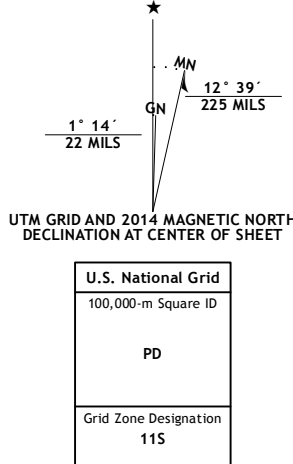 MN
GN
12° 39´
225 MILS
1° 14´
22 MILS
UTM GRID AND 2014 MAGNETIC NORTH
DECLINATION AT CENTER OF SHEET
U.S. National Grid
100,000-m Square ID
PD
Grid Zone Designation
11S